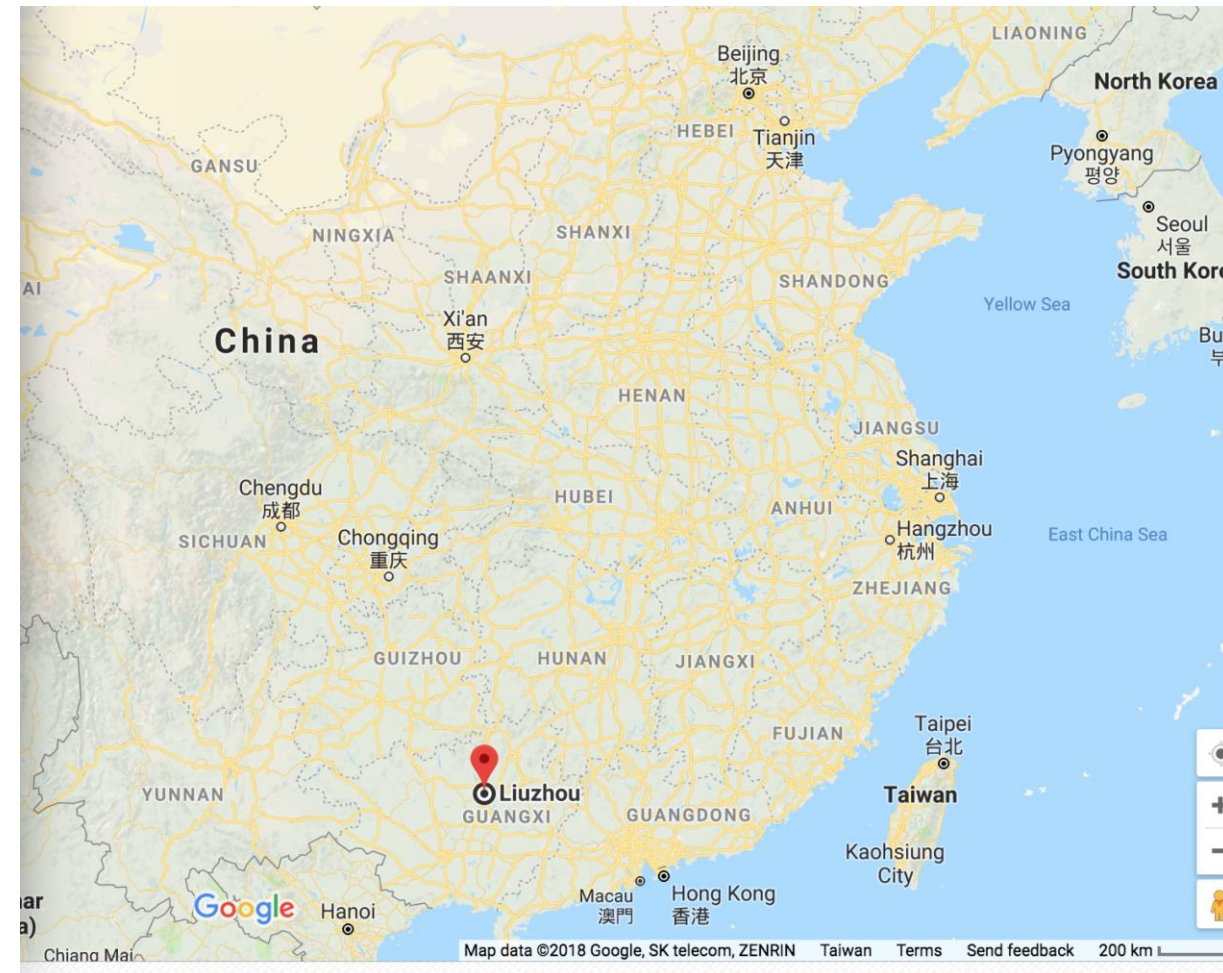 LIAONING
Beijing
北京
North Korea
HEBEI
Tianjin
天津
Pyongyang
평양
GANSU
Seoul
서울
NINGXIA
SHANXI
SHAANXI
SHANDONG
South Kore
AI
Yellow Sea
Xi'an
西安
China
Bu
부
HENAN
JIANGSU
Shanghai
上海
Chengdu
成都
HUBEI
ANHUI
Chongqing
重庆
SICHUAN
Hangzhou
杭州
East China Sea
ZHEJIANG
GUIZHOU
HUNAN
JIANGXI
FUJIAN
Taipei
台北
YUNNAN
Liuzhou
GUANGXI
GUANGDONG
Taiwan
Kaohsiung
City
Macau
澳門
Hong Kong
香港
ar
a)
Google
Hanoi
Chiang Mai
Map data ©2018 Google, SK telecom, ZENRIN Taiwan Terms Send feedback 200 km